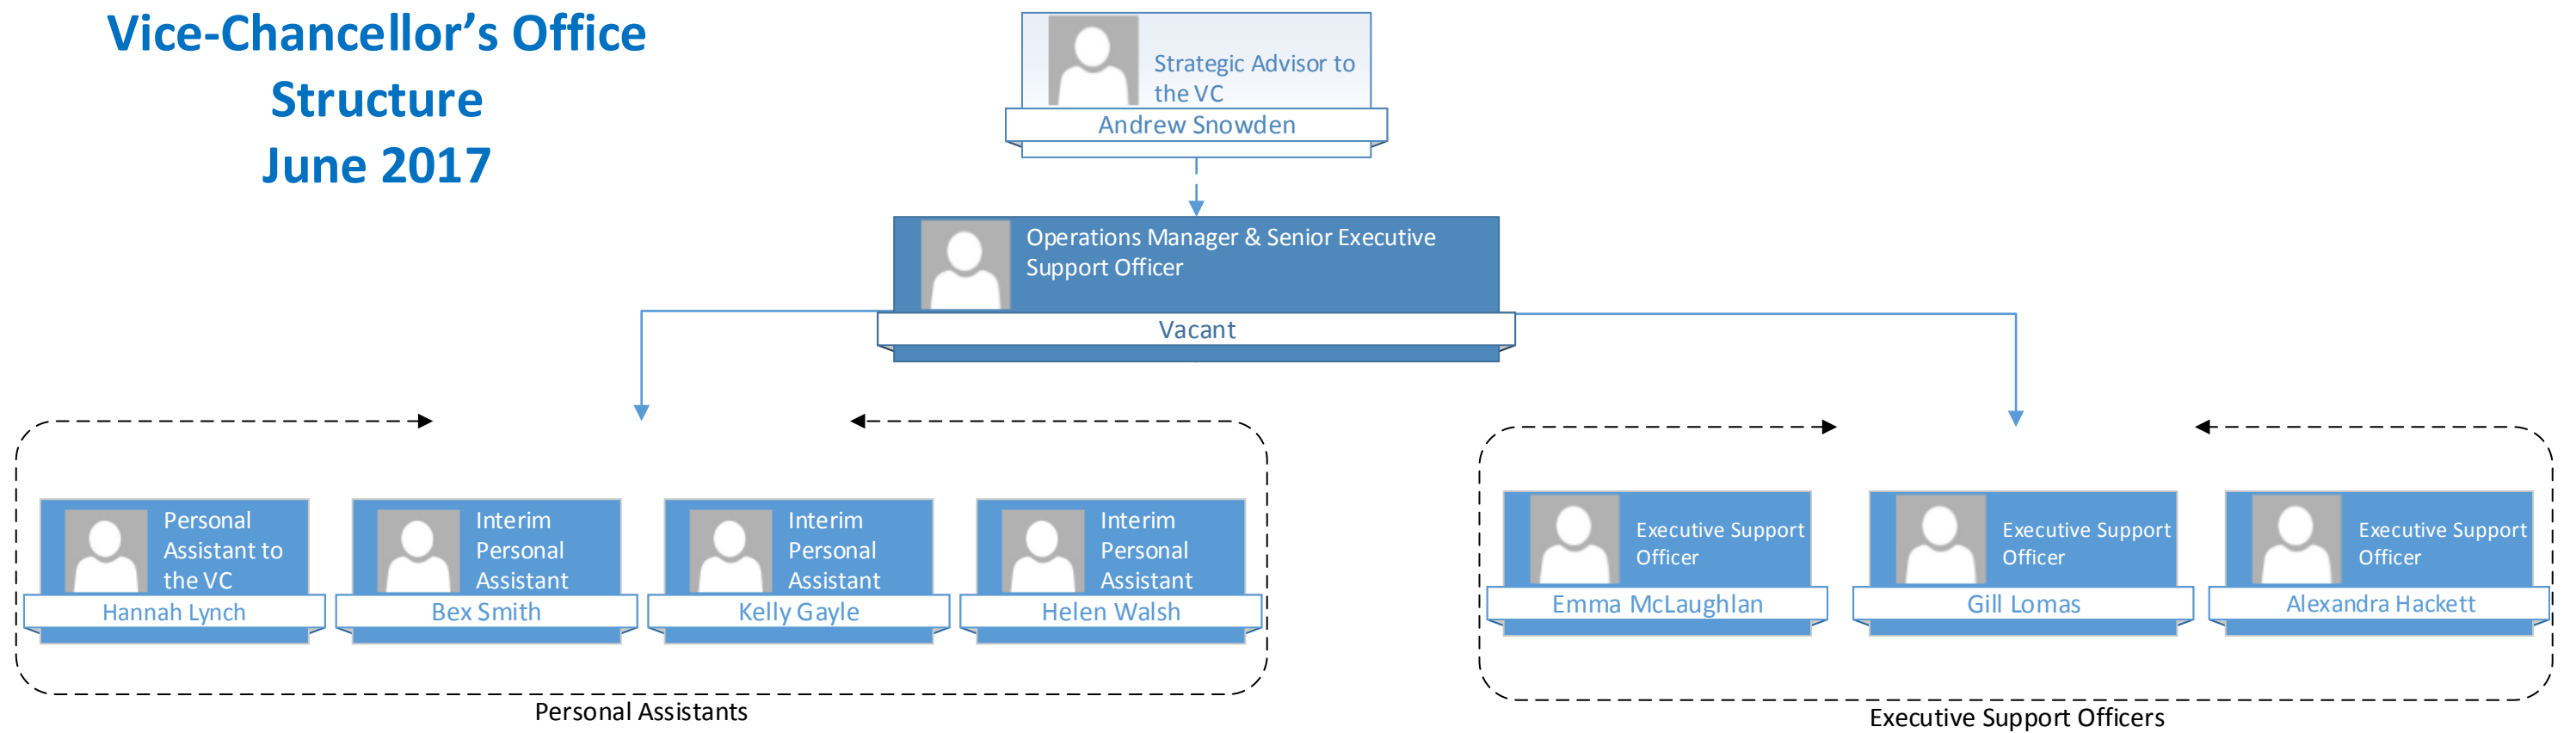 Vice-Chancellor’s Office
Structure
June 2017
Strategic Advisor to
the VC
Andrew Snowden
Operations Manager & Senior Executive
Support Officer
Vacant
Personal
Assistant to
the VC
Hannah Lynch
Interim
Personal
Assistant
Bex Smith
Interim
Personal
Assistant
Kelly Gayle
Interim
Personal
Assistant
Helen Walsh
Personal Assistants
Executive Support
Officer
Emma McLaughlan
Executive Support
Officer
Gill Lomas
Executive Support
Officer
Alexandra Hackett
Executive Support Officers